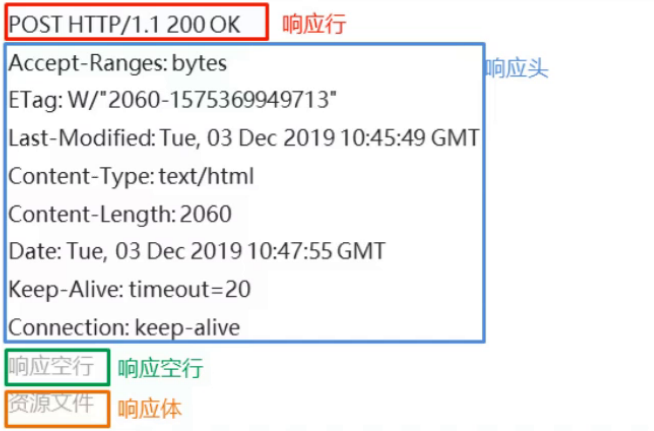 POST HTTP/1.1 200 OK 响应行
Accept-Ranges: bytes 响应头
ETag: W/"2060-1575369949713"
Last-Modified: Tue, 03 Dec 2019 10:45:49 GMT
Content-Type: text/html
Content-Length: 2060
Date: Tue, 03 Dec 2019 10:47:55 GMT
Keep-Alive: timeout=20
Connection: keep-alive
响应空行 响应空行
资源文件 响应体